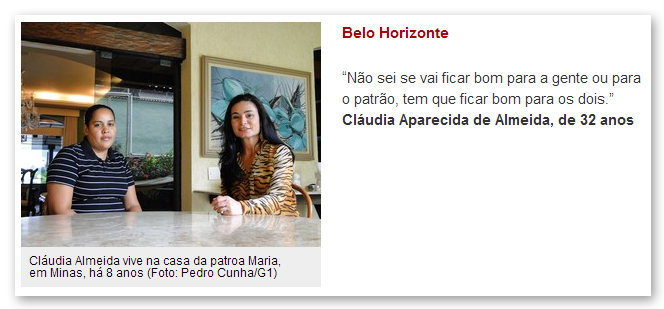 Belo Horizonte
“Não sei se vai ficar bom para a gente ou para
o patrão, tem que ficar bom para os dois.”
Cláudia Aparecida de Almeida, de 32 anos
Cláudia Almeida vive na casa da patroa Maria,
em Minas, há 8 anos (Foto: Pedro Cunha/G1)